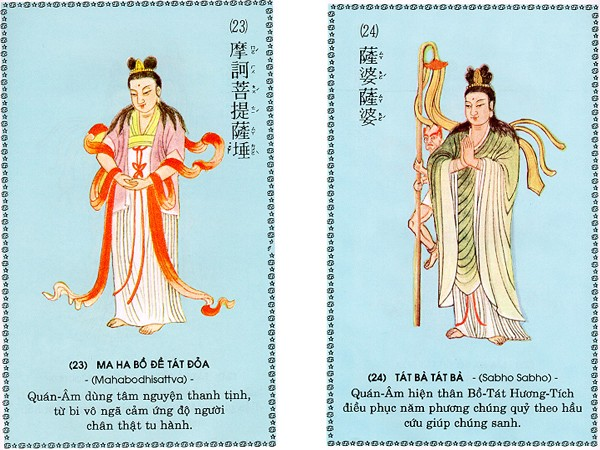 (23)
摩訶菩提薩埵
(23) MA HA BỒ ĐỀ TÁT ĐỎA
- (Mahabodhisattva) -
Quán-Âm dùng tâm nguyện thanh tịnh,
từ bi vô ngã cảm ứng độ người
chân thật tu hành.
(24)
薩婆薩婆
(24) TÁT BÀ TÁT BÀ - (Sabho Sabho) -
Quán-Âm hiện thân Bồ-Tát Hương-Tích
điều phục năm phương chúng quỷ theo hầu
cứu giúp chúng sanh.